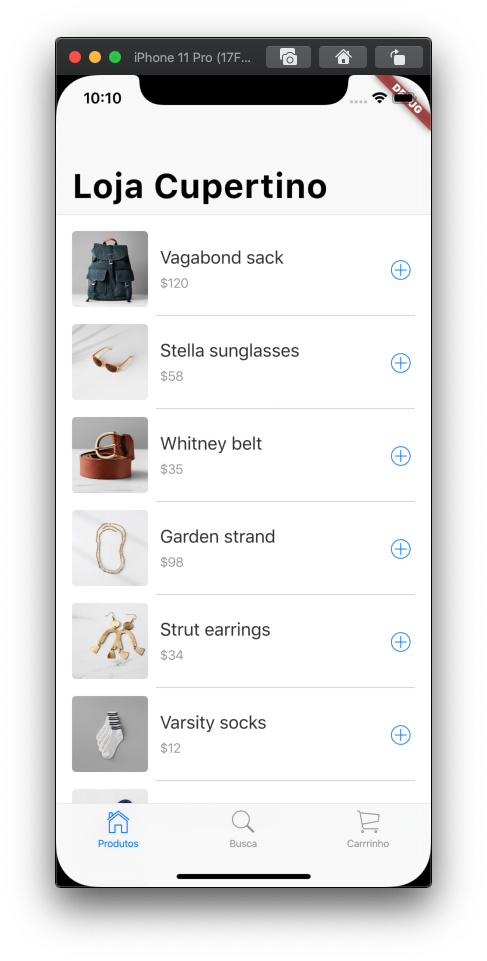 iPhone 11 Pro (17F...
10:10
DEBUG
Loja Cupertino
Vagabond sack
$120
Stella sunglasses
$58
Whitney belt
$35
Garden strand
$98
Strut earrings
$34
Varsity socks
$12
Produtos
Busca
Carrrinho